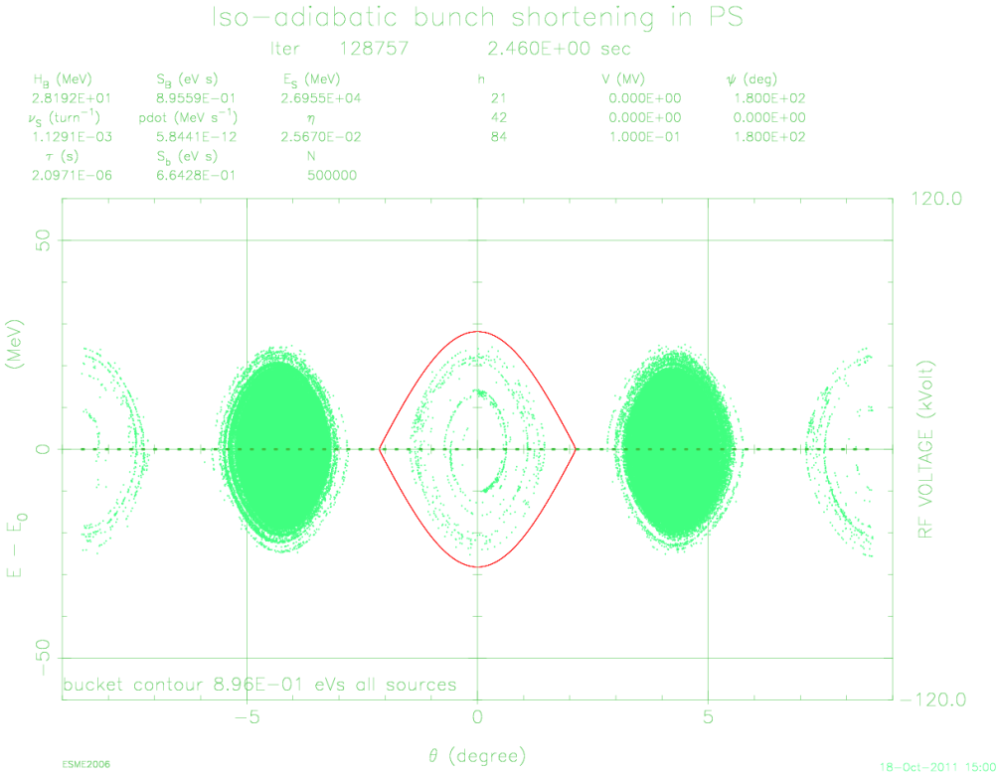 Iso-adiabatic bunch shortening in PS
Iter 128757 2.460E+00 sec
H_B (MeV) S_B (eV s) E_S (MeV) h V (MV) ψ (deg)
2.8192E+01 8.9559E-01 2.6955E+04 21 0.000E+00 1.800E+02
ν_S (turn⁻¹) pdot (MeV s⁻¹) η 42 0.000E+00 0.000E+00
1.1291E-03 5.8441E-12 2.5670E-02 84 1.000E-01 1.800E+02
τ (s) S_b (eV s) N
2.0971E-06 6.6428E-01 500000
120.0
50
0
-50
E - E_0 (MeV)
RF VOLTAGE (kVolt)
bucket contour 8.96E-01 eVs all sources
-120.0
-5 0 5
θ (degree)
ESME2006
18-Oct-2011 15:00